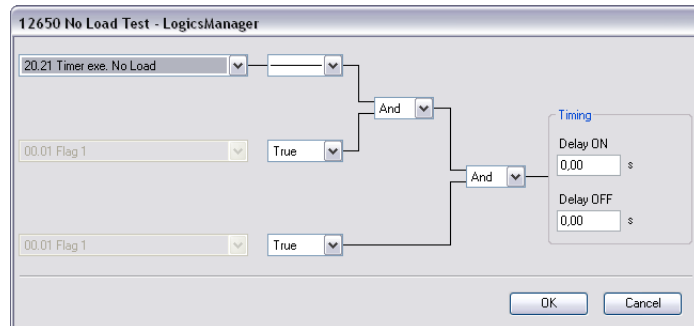 12650 No Load Test - LogicsManager
20.21 Timer exe. No Load
And
Timing
Delay ON
00.01 Flag 1 True
0,00 s
And
Delay OFF
0,00 s
00.01 Flag 1 True
OK Cancel